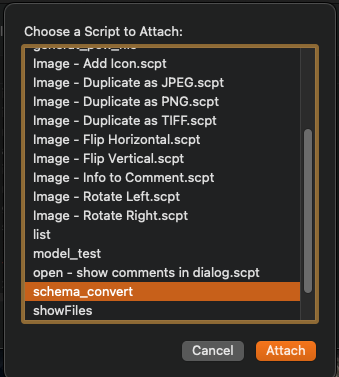 Choose a Script to Attach:
Image - Add Icon.scpt
Image - Duplicate as JPEG.scpt
Image - Duplicate as PNG.scpt
Image - Duplicate as TIFF.scpt
Image - Flip Horizontal.scpt
Image - Flip Vertical.scpt
Image - Info to Comment.scpt
Image - Rotate Left.scpt
Image - Rotate Right.scpt
list
model_test
open - show comments in dialog.scpt
schema_convert
showFiles
Cancel
Attach